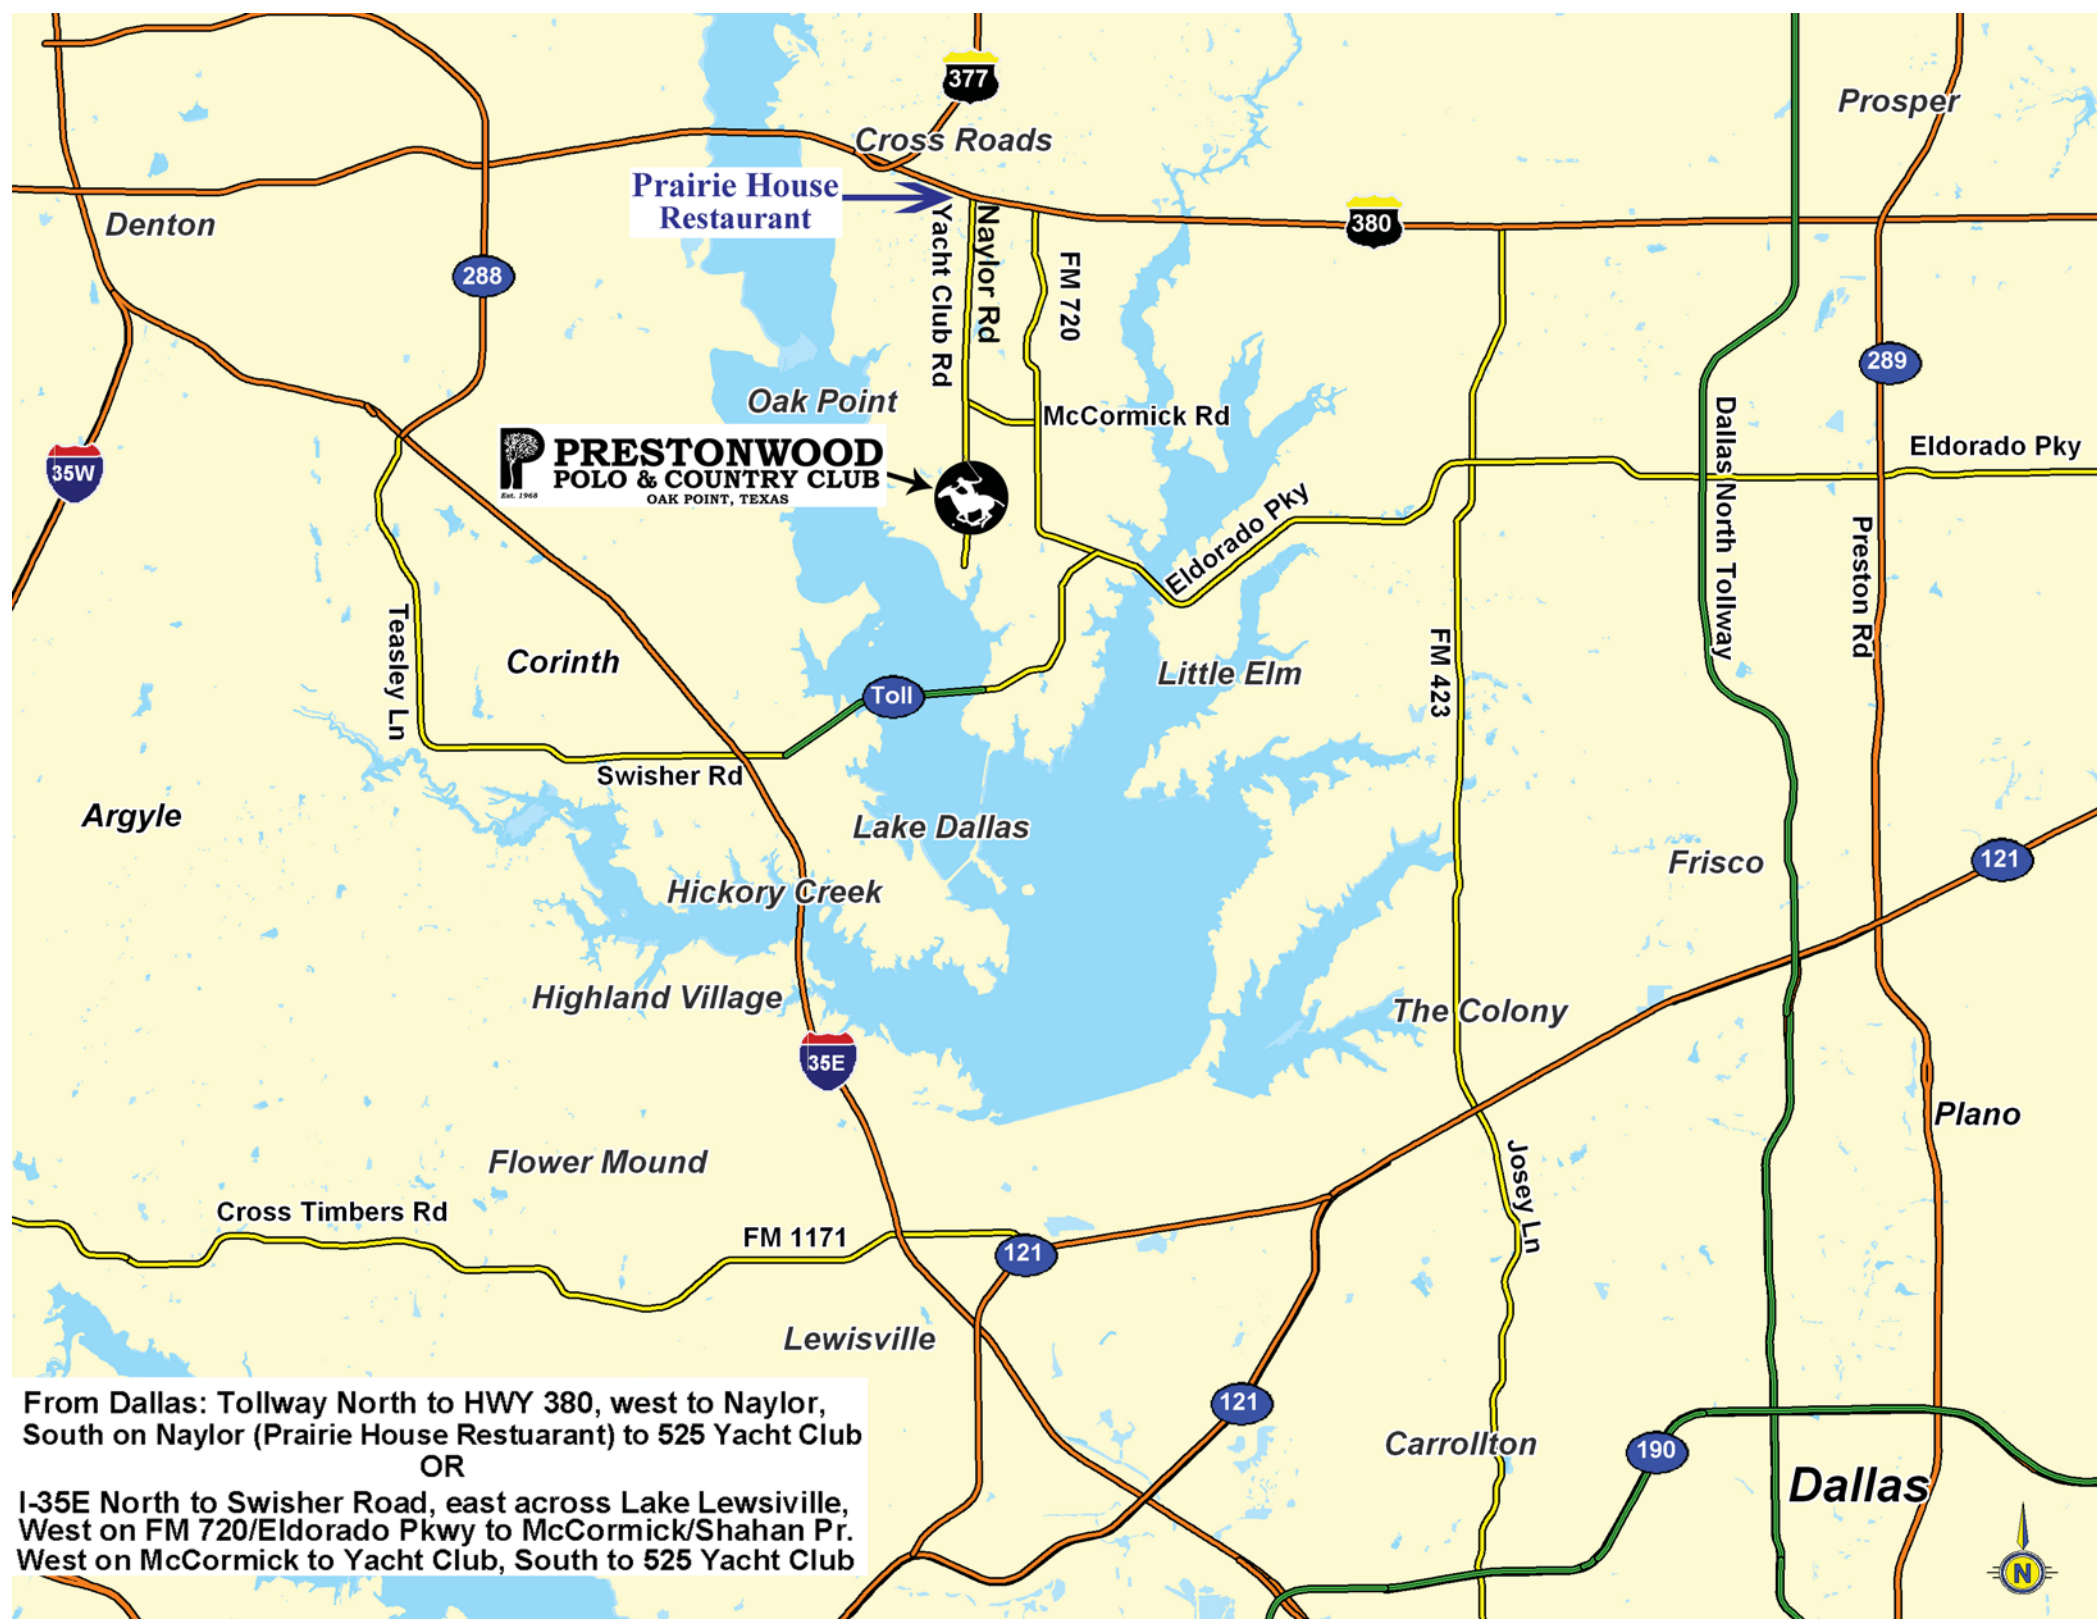 377
Prosper
Cross Roads
Prairie House
Restaurant
Denton
380
Yacht Club Rd
Naylor Rd
FM 720
288
289
Oak Point
McCormick Rd
Dallas North Tollway
Eldorado Pky
35W
P
Est. 1968
PRESTONWOOD
POLO & COUNTRY CLUB
OAK POINT, TEXAS
Eldorado Pky
Preston Rd
Teasley Ln
Corinth
FM 423
Little Elm
Toll
Swisher Rd
Argyle
Lake Dallas
Frisco
121
Hickory Creek
Highland Village
The Colony
35E
Plano
Flower Mound
Josey Ln
Cross Timbers Rd
FM 1171
121
Lewisville
121
Carrollton
190
Dallas
From Dallas: Tollway North to HWY 380, west to Naylor,
South on Naylor (Prairie House Restuarant) to 525 Yacht Club
OR
I-35E North to Swisher Road, east across Lake Lewsiville,
West on FM 720/Eldorado Pkwy to McCormick/Shahan Pr.
West on McCormick to Yacht Club, South to 525 Yacht Club
N